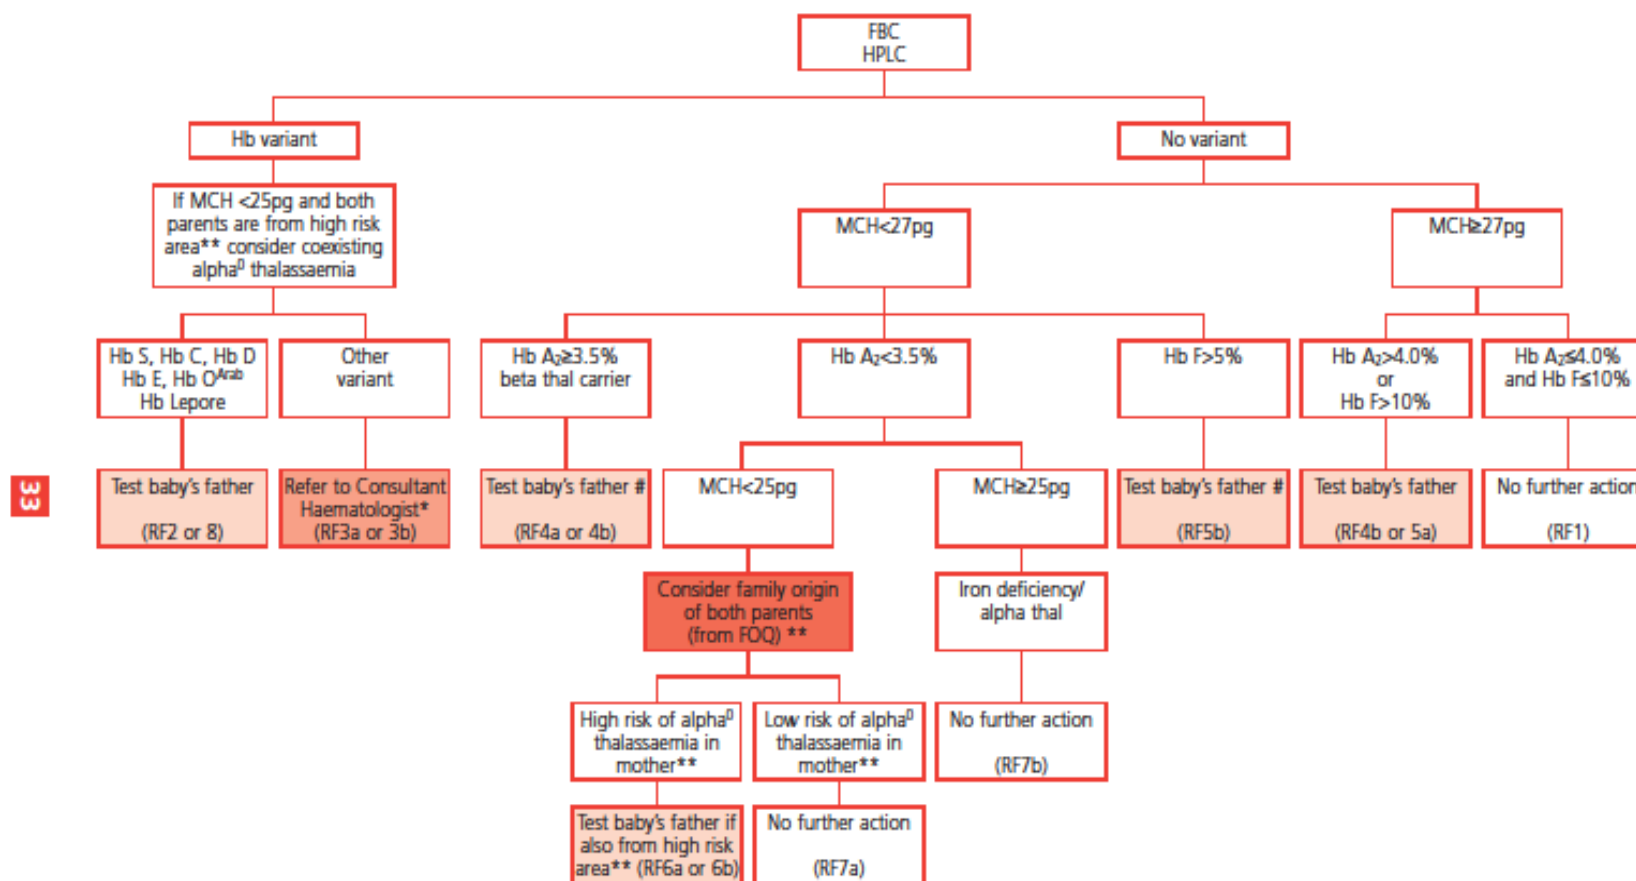 FBC
HPLC
Hb variant
No variant
If MCH <25pg and both
parents are from high risk
area** consider coexisting
alpha⁰ thalassaemia
MCH<27pg
MCH≥27pg
Hb S, Hb C, Hb D
Hb E, Hb Oᴬʳᵃᵇ
Hb Lepore
Other
variant
Hb A₂≥3.5%
beta thal carrier
Hb A₂<3.5%
Hb F>5%
Hb A₂>4.0%
or
Hb F>10%
Hb A₂≤4.0%
and Hb F≤10%
33
Test baby's father
(RF2 or 8)
Refer to Consultant
Haematologist*
(RF3a or 3b)
Test baby's father #
(RF4a or 4b)
MCH<25pg
MCH≥25pg
Test baby's father #
(RF5b)
Test baby's father
(RF4b or 5a)
No further action
(RF1)
Consider family origin
of both parents
(from FOQ) **
Iron deficiency/
alpha thal
High risk of alpha⁰
thalassaemia in
mother**
Low risk of alpha⁰
thalassaemia in
mother**
No further action
(RF7b)
Test baby's father if
also from high risk
area** (RF6a or 6b)
No further action
(RF7a)